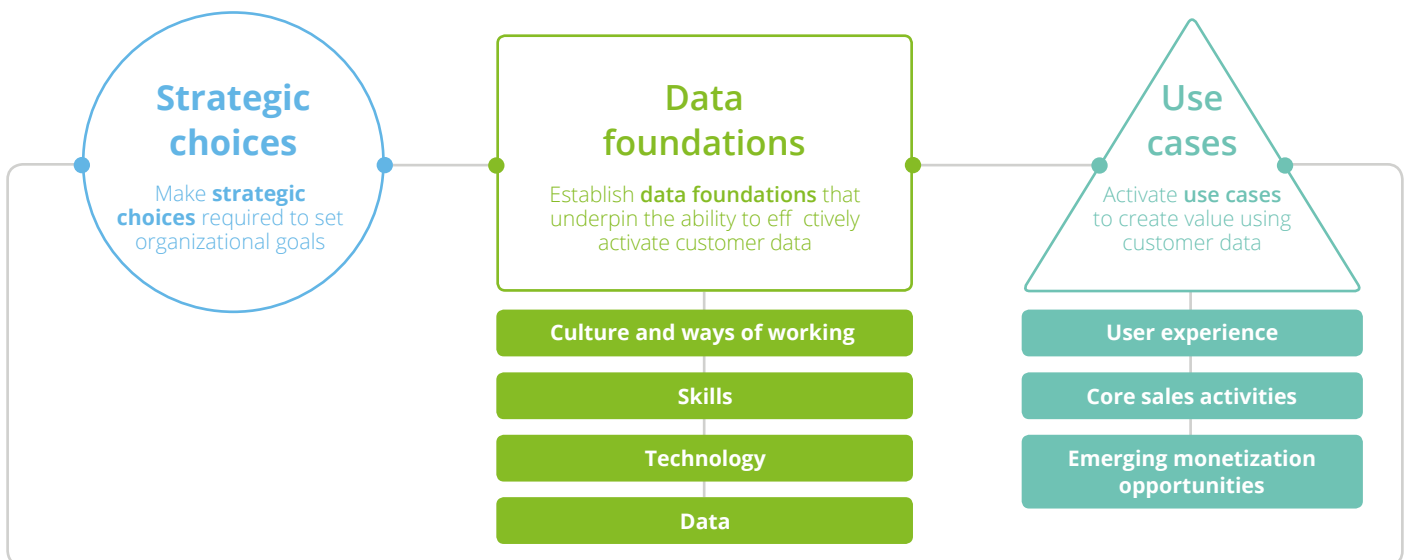 Strategic
choices
Make strategic
choices required to set
organizational goals
Data
foundations
Establish data foundations that
underpin the ability to eff ctively
activate customer data
Culture and ways of working
Skills
Technology
Data
Use
cases
Activate use cases
to create value using
customer data
User experience
Core sales activities
Emerging monetization
opportunities